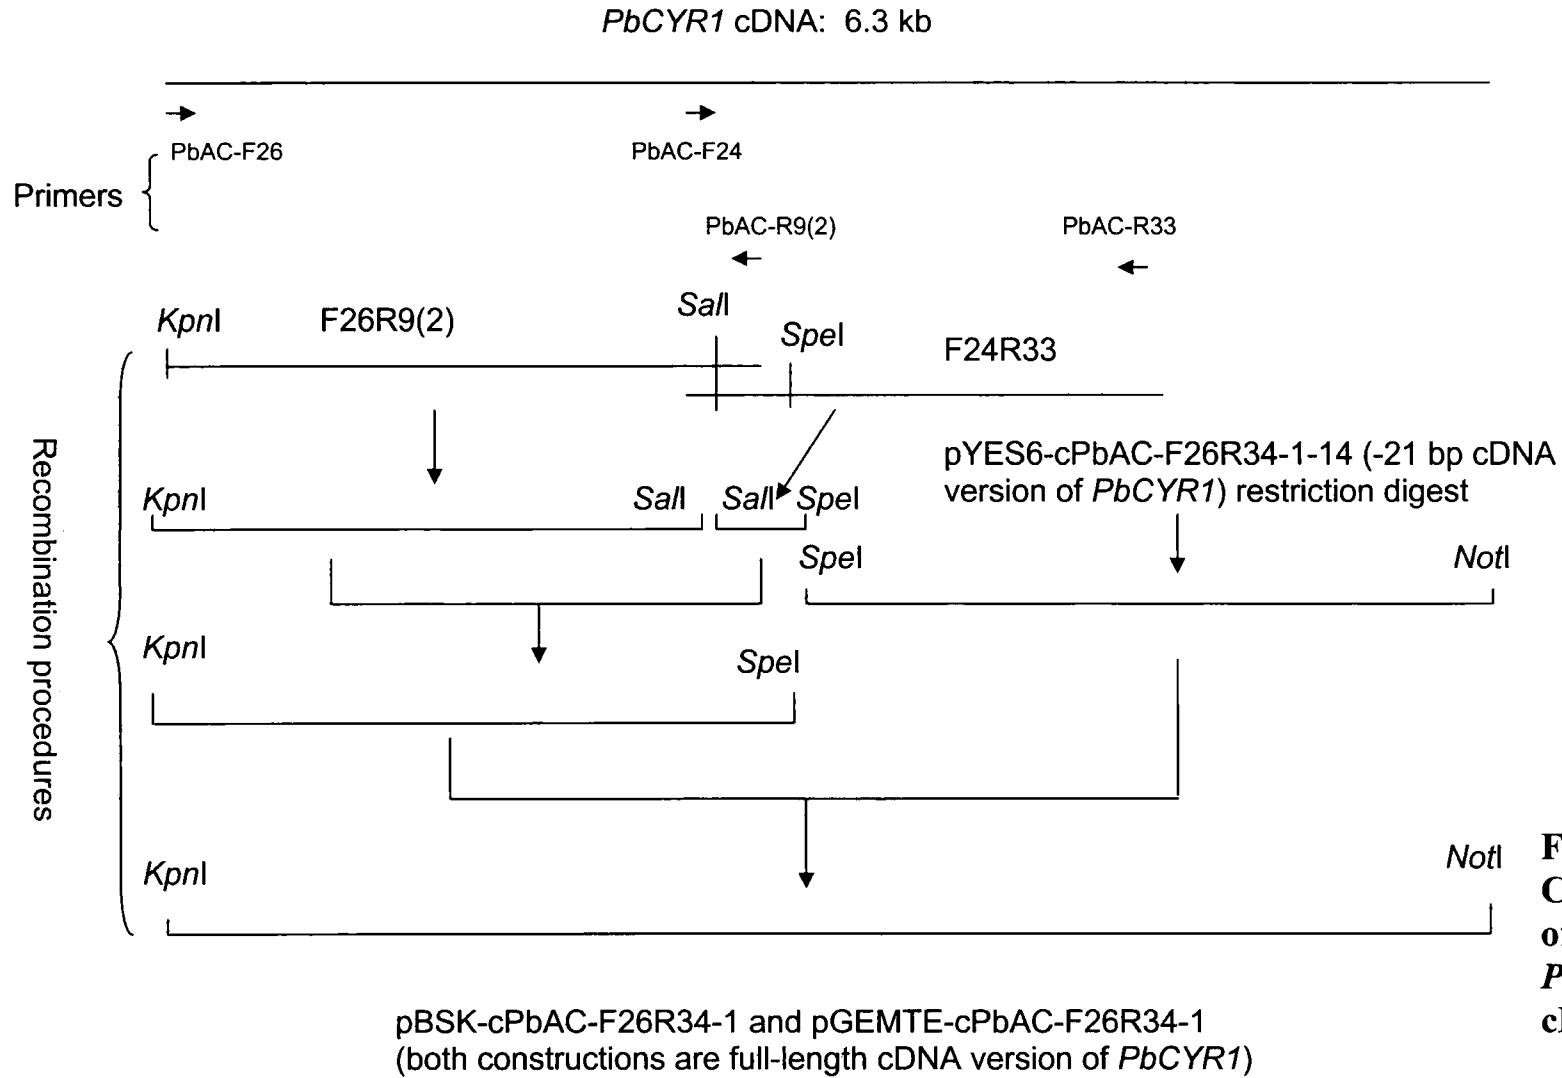 PbCYR1 cDNA: 6.3 kb
PbAC-F26
PbAC-F24
Primers
PbAC-R9(2)
PbAC-R33
KpnI
F26R9(2)
SalI
SpeI
F24R33
Recombination procedures
pYES6-cPbAC-F26R34-1-14 (-21 bp cDNA
version of PbCYR1) restriction digest
KpnI
SalI
SalI
SpeI
SpeI
NotI
KpnI
SpeI
KpnI
NotI
pBSK-cPbAC-F26R34-1 and pGEMTE-cPbAC-F26R34-1
(both constructions are full-length cDNA version of PbCYR1)